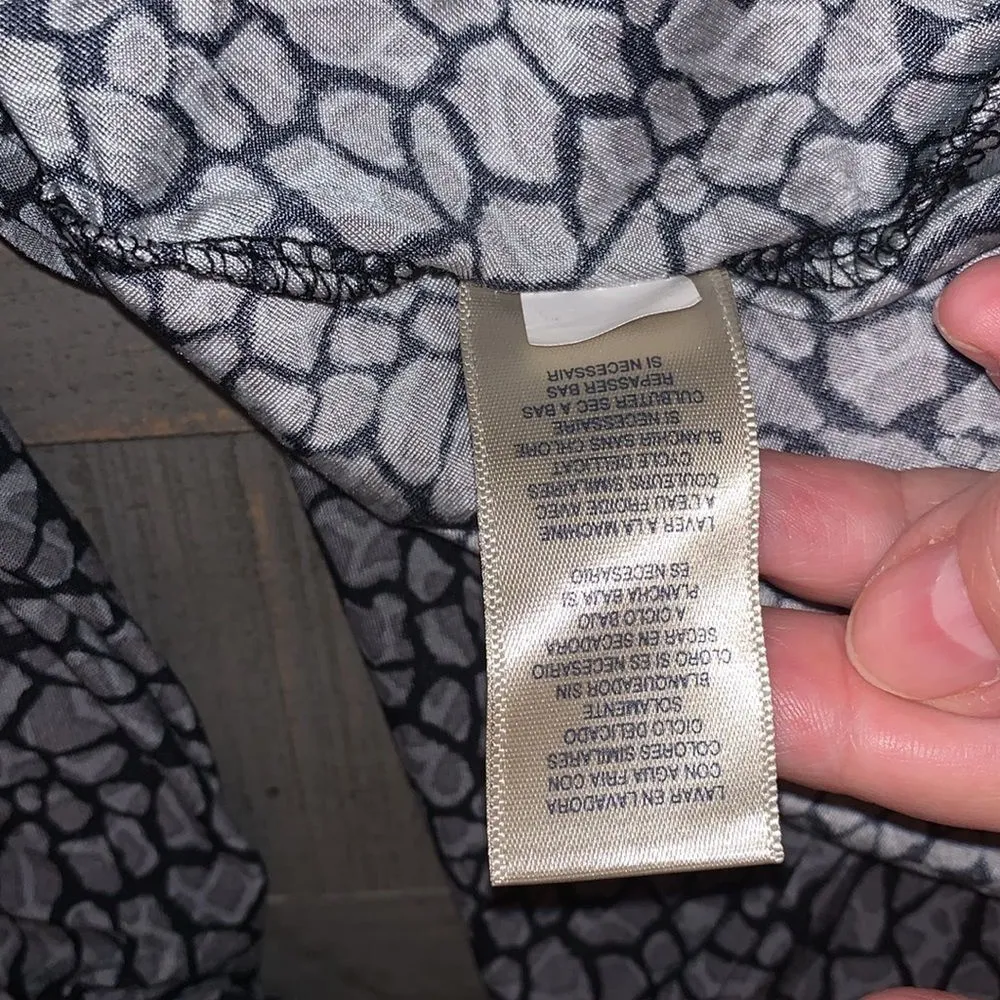 LAVAR EN LAVADORA
CON AGUA FRIA CON
COLORES SIMILARES
CICLO DELICADO
SOLAMENTE
BLANQUEADOR SIN
CLORO SI ES NECESARIO
SECAR EN SECADORA
A CICLO BAJO
PLANCHA BAJA SI
ES NECESARIO
LAVER A LA MACHINE
A L'EAU FROIDE AVEC
COULEURS SIMILAIRES
CYCLE DELLICAT
BLANCHIR SANS CHLORE
SI NECESSAIRE
CULBUTER SEC A BAS
REPASSER BAS
SI NECESSAIR